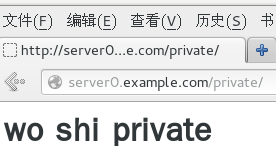 文件(F) 编辑(E) 查看(V) 历史(S) 书
http://server0...e.com/private/
server0.example.com/private/
wo shi private